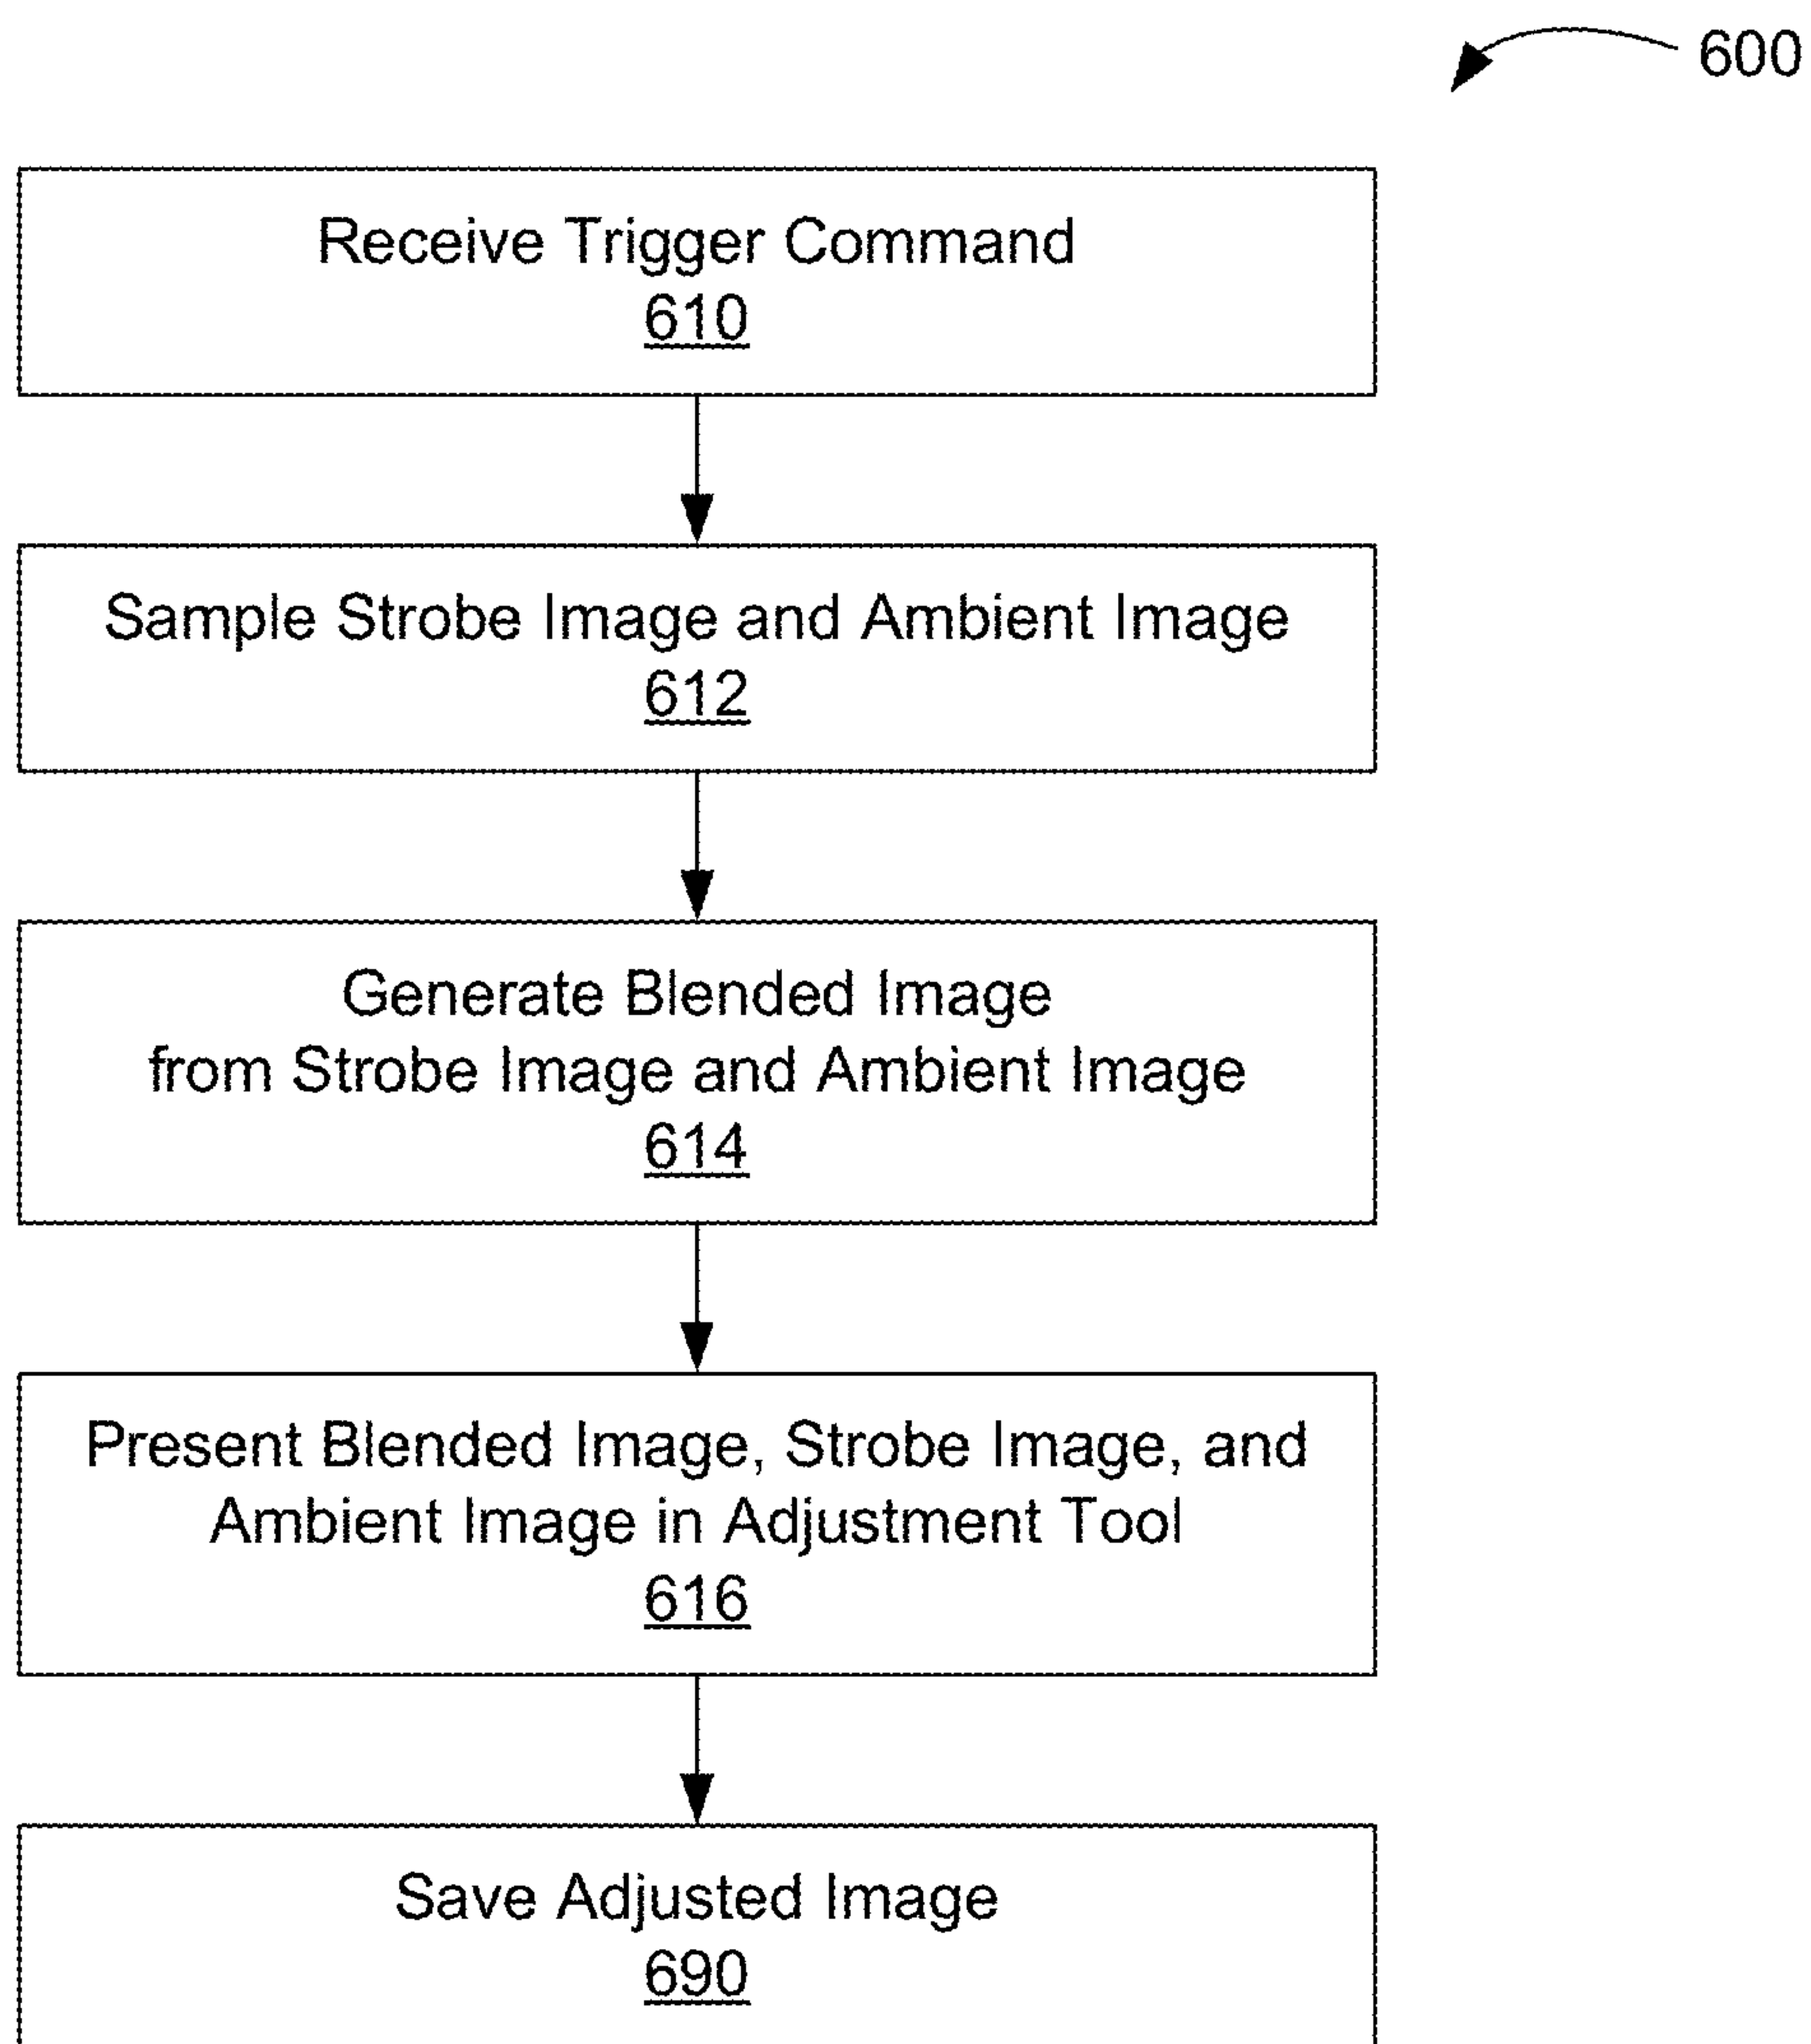 600
Receive Trigger Command
610
Sample Strobe Image and Ambient Image
612
Generate Blended Image
from Strobe Image and Ambient Image
614
Present Blended Image, Strobe Image, and
Ambient Image in Adjustment Tool
616
Save Adjusted Image
690